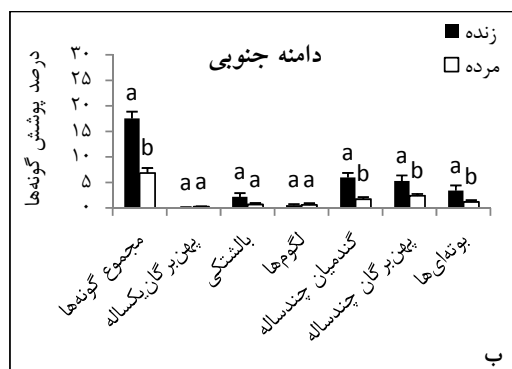 دامنه جنوبی
زنده
مرده
درصد پوشش گونه‌ها
۳۰
۲۵
۲۰
۱۵
۱۰
۵
۰
a
b
a a
a a
a a
a
b
a
b
a
b
مجموع گونه‌ها
پهن‌برگان یکساله
بالشتکی
لگوم‌ها
گندمیان چندساله
پهن‌برگان چندساله
بوته‌ای‌ها
ب